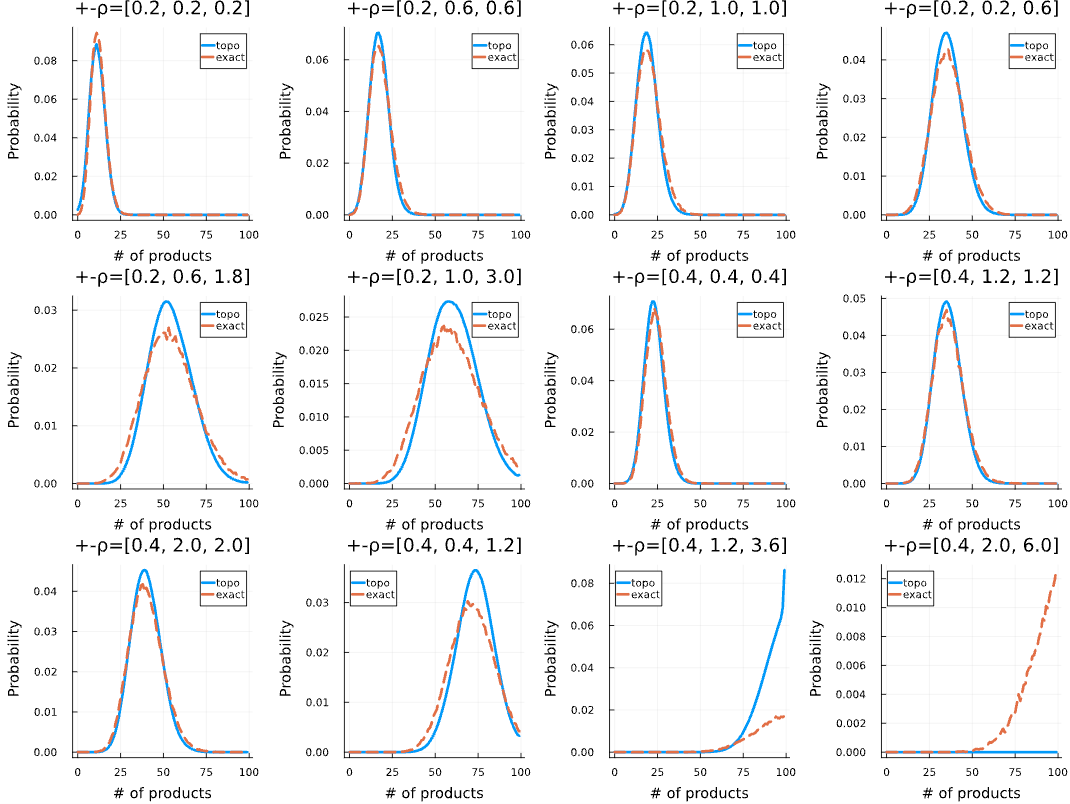 +-ρ=[0.2, 0.2, 0.2]
Probability
0.08
0.06
0.04
0.02
0.00
topo
exact
0 25 50 75 100
# of products
+-ρ=[0.2, 0.6, 0.6]
Probability
0.06
0.04
0.02
0.00
topo
exact
0 25 50 75 100
# of products
+-ρ=[0.2, 1.0, 1.0]
Probability
0.06
0.05
0.04
0.03
0.02
0.01
0.00
topo
exact
0 25 50 75 100
# of products
+-ρ=[0.2, 0.2, 0.6]
Probability
0.04
0.03
0.02
0.01
0.00
topo
exact
0 25 50 75 100
# of products
+-ρ=[0.2, 0.6, 1.8]
Probability
0.03
0.02
0.01
0.00
topo
exact
0 25 50 75 100
# of products
+-ρ=[0.2, 1.0, 3.0]
Probability
0.025
0.020
0.015
0.010
0.005
0.000
topo
exact
0 25 50 75 100
# of products
+-ρ=[0.4, 0.4, 0.4]
Probability
0.06
0.04
0.02
0.00
topo
exact
0 25 50 75 100
# of products
+-ρ=[0.4, 1.2, 1.2]
Probability
0.05
0.04
0.03
0.02
0.01
0.00
topo
exact
0 25 50 75 100
# of products
+-ρ=[0.4, 2.0, 2.0]
Probability
0.04
0.03
0.02
0.01
0.00
topo
exact
0 25 50 75 100
# of products
+-ρ=[0.4, 0.4, 1.2]
Probability
0.03
0.02
0.01
0.00
topo
exact
0 25 50 75 100
# of products
+-ρ=[0.4, 1.2, 3.6]
Probability
0.08
0.06
0.04
0.02
0.00
topo
exact
0 25 50 75 100
# of products
+-ρ=[0.4, 2.0, 6.0]
Probability
0.012
0.010
0.008
0.006
0.004
0.002
0.000
topo
exact
0 25 50 75 100
# of products